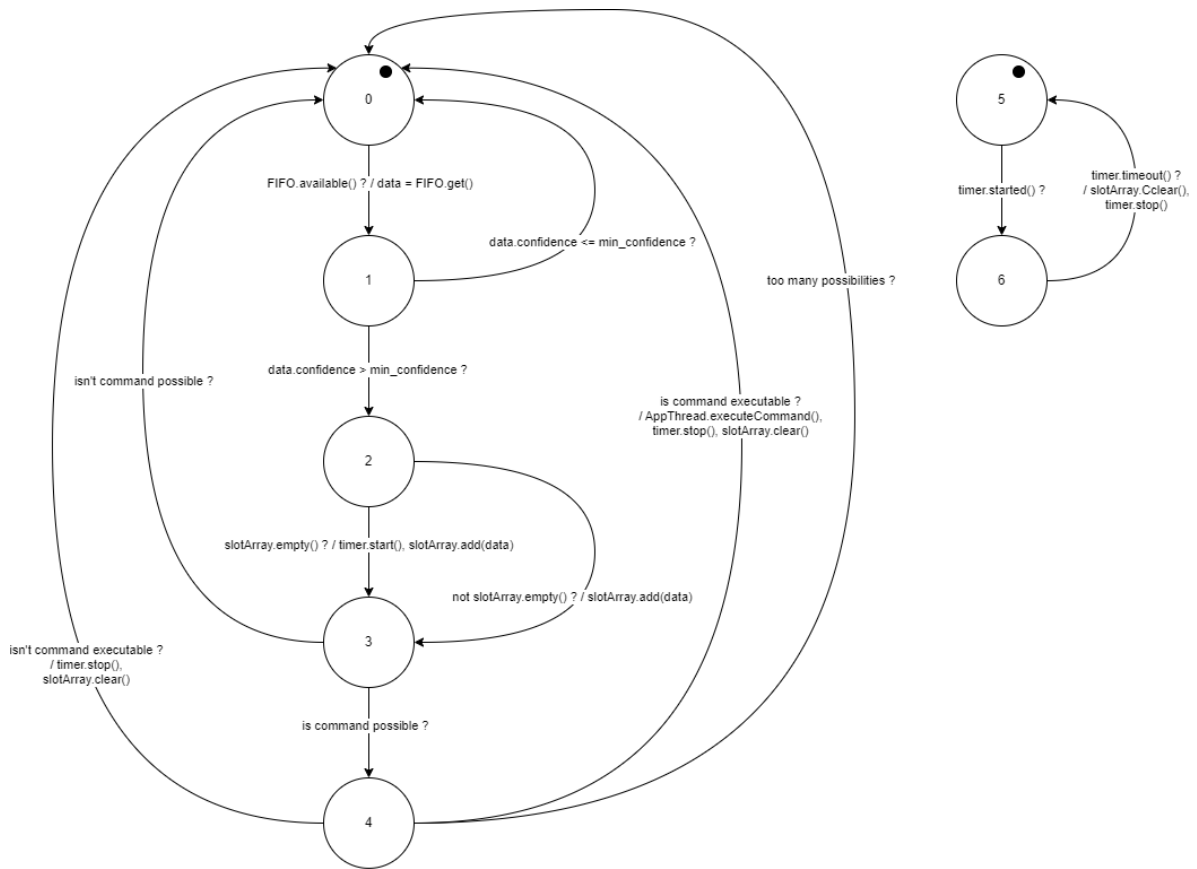 0
5
FIFO.available() ? / data = FIFO.get()
timer.started() ?
timer.timeout() ?
/ slotArray.Cclear(),
timer.stop()
data.confidence <= min_confidence ?
1
6
too many possibilities ?
data.confidence > min_confidence ?
isn't command possible ?
is command executable ?
/ AppThread.executeCommand(),
timer.stop(), slotArray.clear()
2
slotArray.empty() ? / timer.start(), slotArray.add(data)
not slotArray.empty() ? / slotArray.add(data)
3
isn't command executable ?
/ timer.stop(),
slotArray.clear()
is command possible ?
4